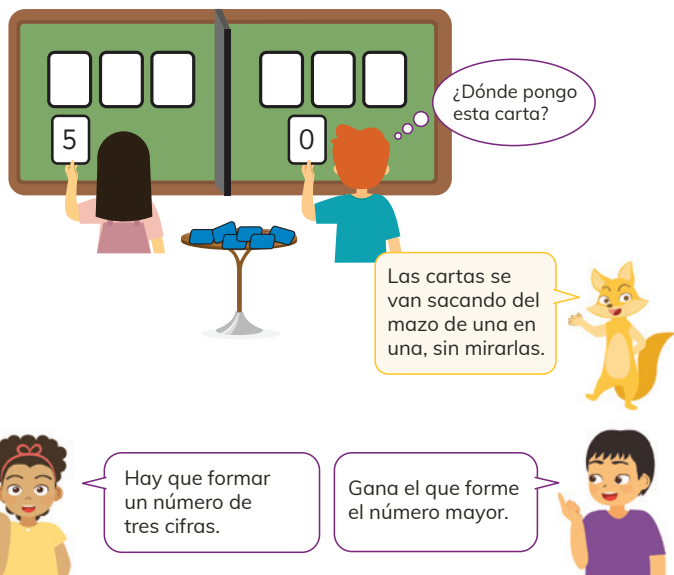 ¿Dónde pongo
esta carta?
5
0
Las cartas se
van sacando del
mazo de una en
una, sin mirarlas.
Hay que formar
un número de
tres cifras.
Gana el que forme
el número mayor.